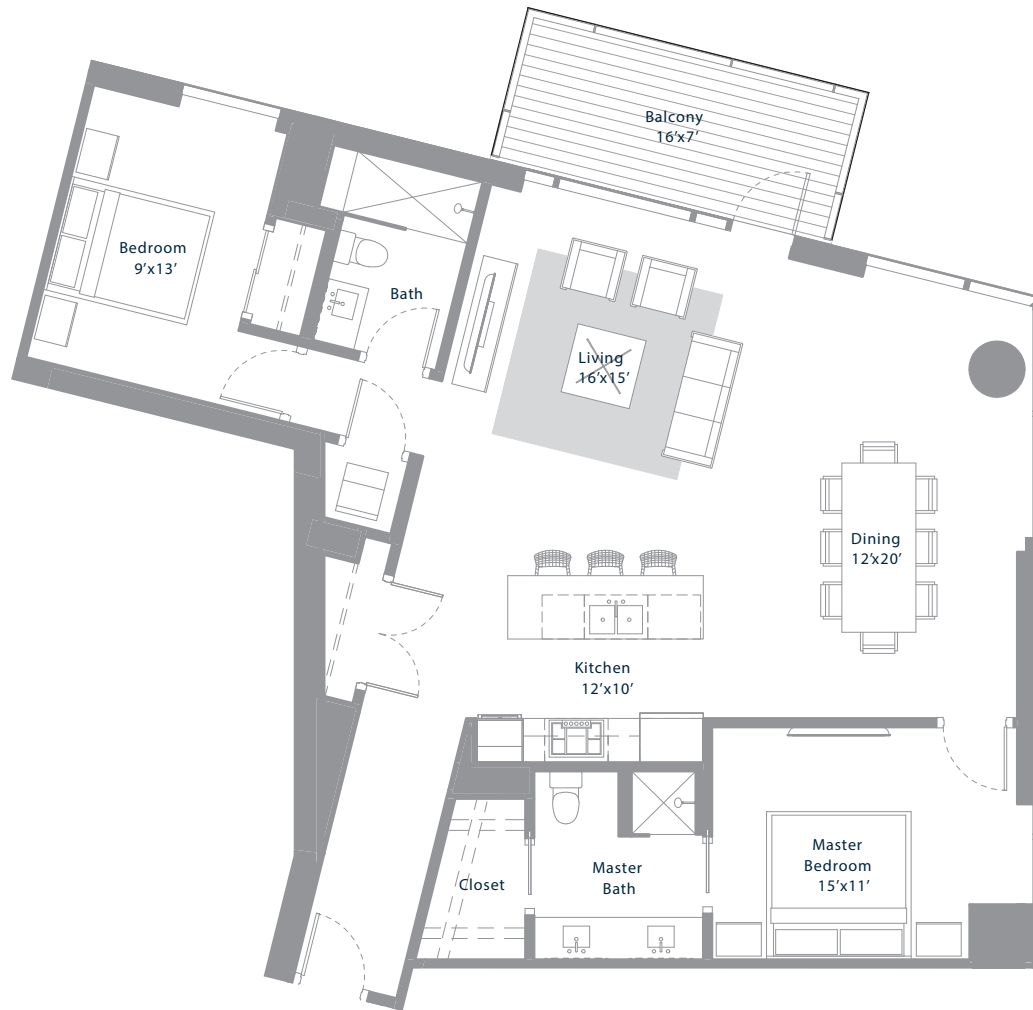 Balcony
16’x7’
Bedroom
9’x13’
Bath
Living
16’x15’
Dining
12’x20’
Kitchen
12’x10’
Master
Bedroom
15’x11’
Master
Bath
Closet